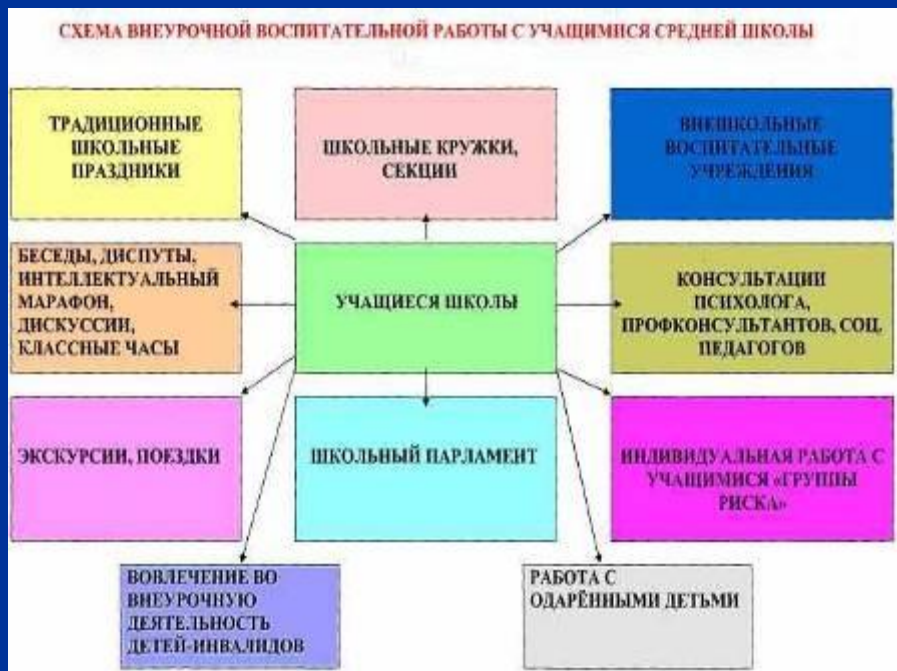 СХЕМА ВНЕУРОЧНОЙ ВОСПИТАТЕЛЬНОЙ РАБОТЫ С УЧАЩИМИСЯ СРЕДНЕЙ ШКОЛЫ
ТРАДИЦИОННЫЕ
ШКОЛЬНЫЕ
ПРАЗДНИКИ
ШКОЛЬНЫЕ КРУЖКИ,
СЕКЦИИ
ВНЕШКОЛЬНЫЕ
ВОСПИТАТЕЛЬНЫЕ
УЧРЕЖДЕНИЯ
БЕСЕДЫ, ДИСПУТЫ,
ИНТЕЛЛЕКТУАЛЬНЫЙ
МАРАФОН,
ДИСКУССИИ,
КЛАССНЫЕ ЧАСЫ
УЧАЩИЕСЯ ШКОЛЫ
КОНСУЛЬТАЦИИ
ПСИХОЛОГА,
ПРОФКОНСУЛЬТАНТОВ, СОЦ.
ПЕДАГОГОВ
ЭКСКУРСИИ, ПОЕЗДКИ
ШКОЛЬНЫЙ ПАРЛАМЕНТ
ИНДИВИДУАЛЬНАЯ РАБОТА С
УЧАЩИМИСЯ «ГРУППЫ
РИСКА»
ВОВЛЕЧЕНИЕ ВО
ВНЕУРОЧНУЮ
ДЕЯТЕЛЬНОСТЬ
ДЕТЕЙ-ИНВАЛИДОВ
РАБОТА С
ОДАРЁННЫМИ ДЕТЬМИ